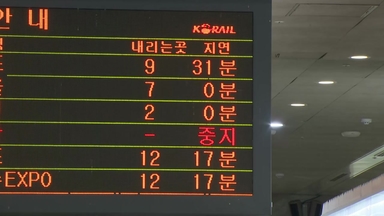 안 내 KORAIL
내리는곳 지연
9 31분
7 0분
2 0분
- 중지
12 17분
EXPO 12 17분